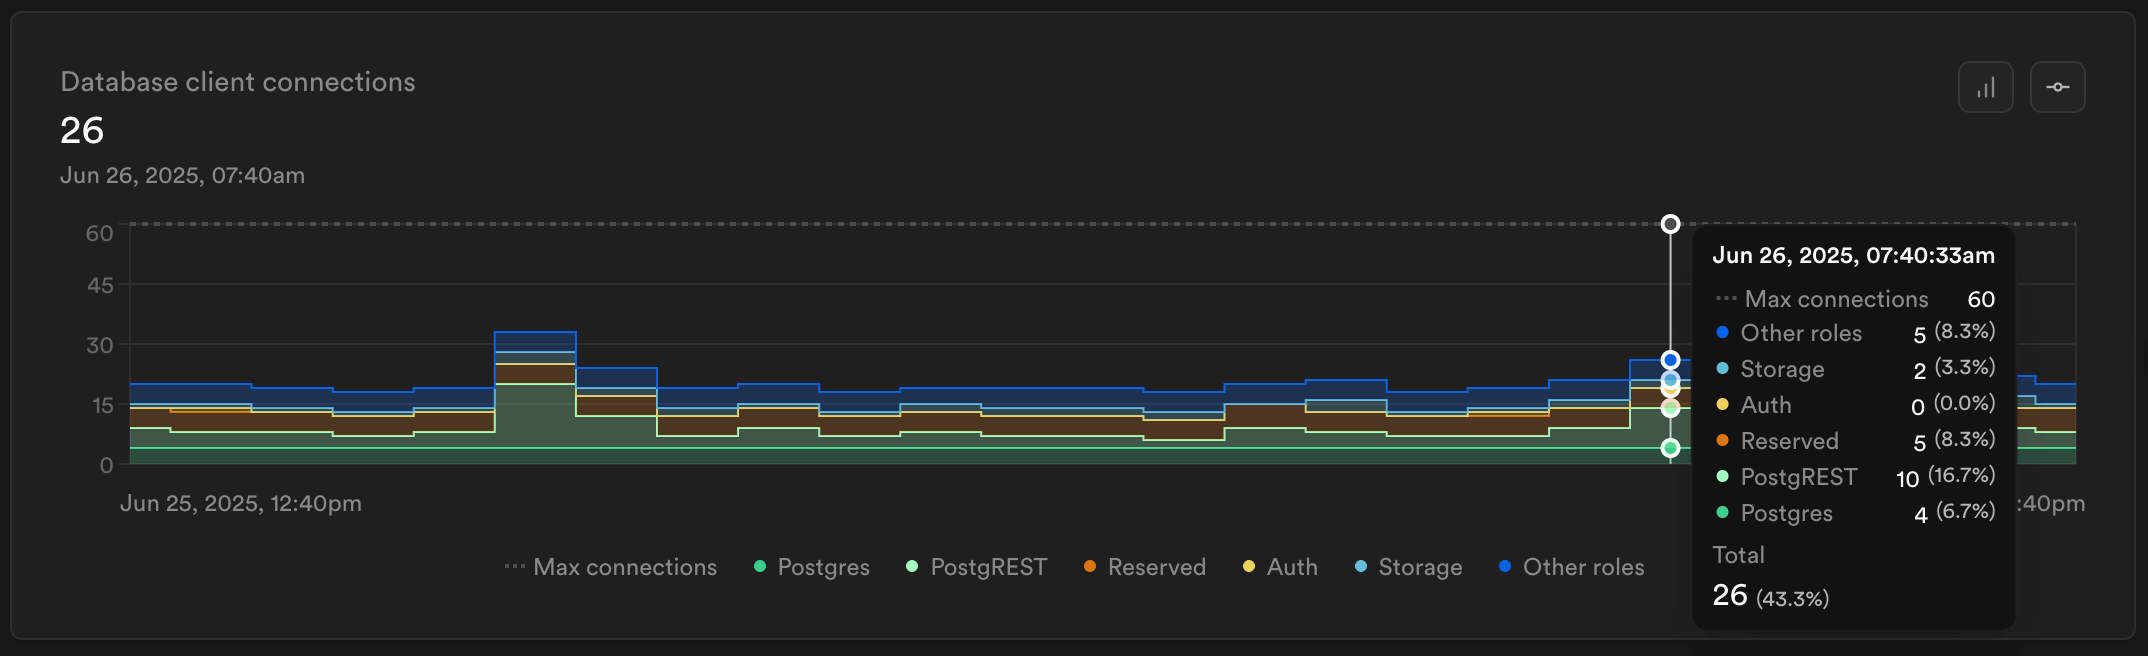 Database client connections
26
Jun 26, 2025, 07:40am
60
45
30
15
0
Jun 25, 2025, 12:40pm
:40pm
Max connections Postgres PostgREST Reserved Auth Storage Other roles
Jun 26, 2025, 07:40:33am
Max connections 60
Other roles 5 (8.3%)
Storage 2 (3.3%)
Auth 0 (0.0%)
Reserved 5 (8.3%)
PostgREST 10 (16.7%)
Postgres 4 (6.7%)
Total
26 (43.3%)